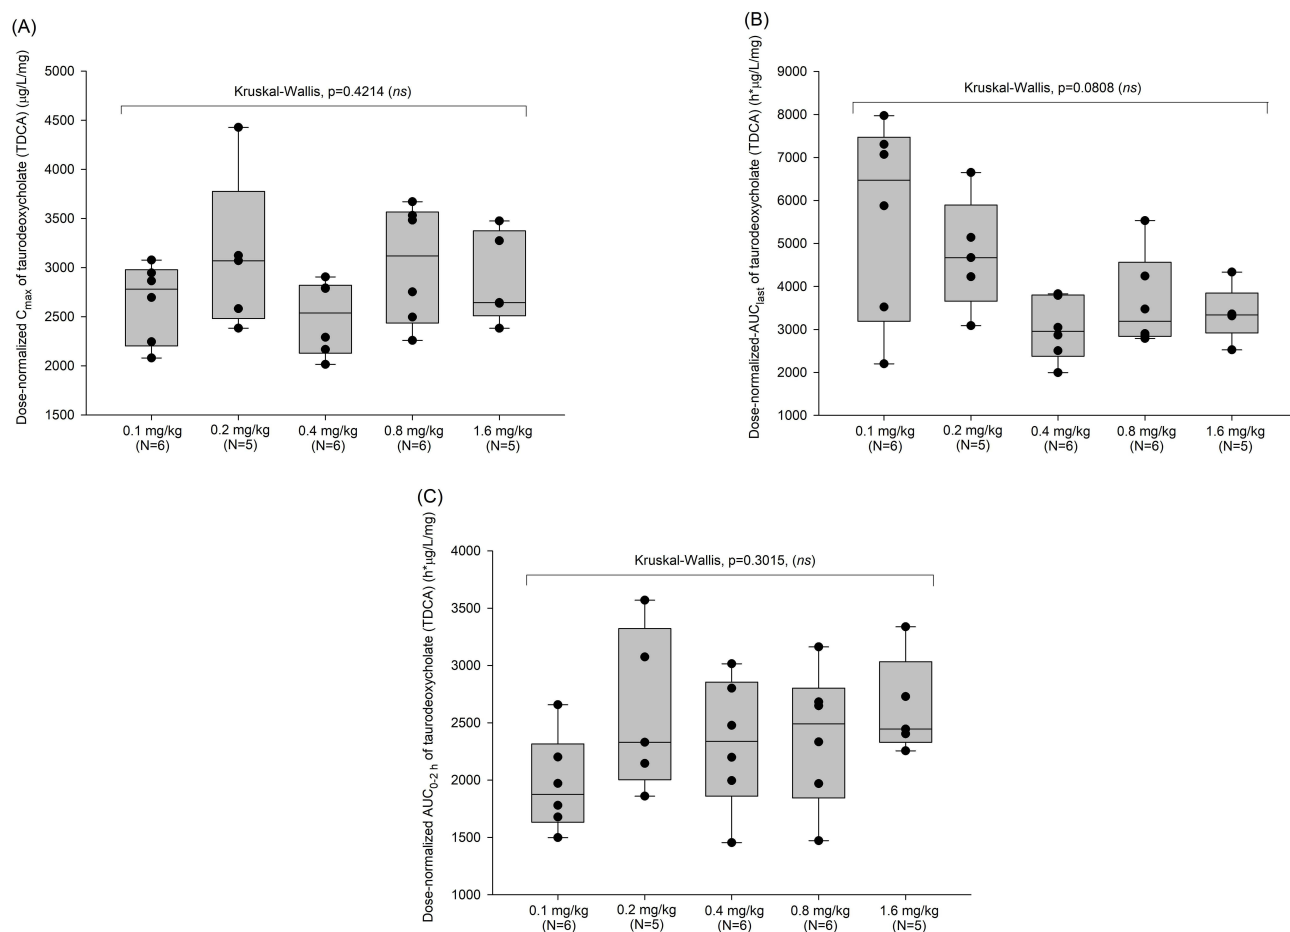 (A)
Dose-normalized Cmax of taurodeoxycholate (TDCA) (µg/L/mg)
5000
4500
4000
3500
3000
2500
2000
1500
Kruskal-Wallis, p=0.4214 (ns)
0.1 mg/kg
(N=6)
0.2 mg/kg
(N=5)
0.4 mg/kg
(N=6)
0.8 mg/kg
(N=6)
1.6 mg/kg
(N=5)
(B)
Dose-normalized-AUClast of taurodeoxycholate (TDCA) (h*µg/L/mg)
9000
8000
7000
6000
5000
4000
3000
2000
1000
Kruskal-Wallis, p=0.0808 (ns)
0.1 mg/kg
(N=6)
0.2 mg/kg
(N=5)
0.4 mg/kg
(N=6)
0.8 mg/kg
(N=6)
1.6 mg/kg
(N=5)
(C)
Dose-normalized AUC0-2 h of taurodeoxycholate (TDCA) (h*µg/L/mg)
4000
3500
3000
2500
2000
1500
1000
Kruskal-Wallis, p=0.3015, (ns)
0.1 mg/kg
(N=6)
0.2 mg/kg
(N=5)
0.4 mg/kg
(N=6)
0.8 mg/kg
(N=6)
1.6 mg/kg
(N=5)